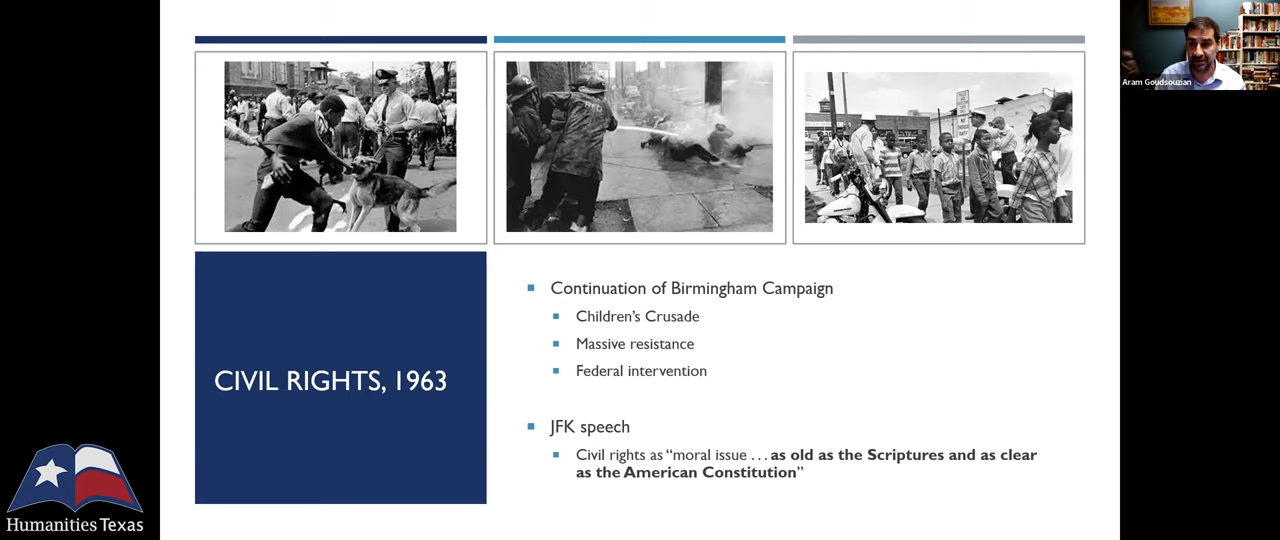 Aram Goudsouzian
CIVIL RIGHTS, 1963
Continuation of Birmingham Campaign
Children's Crusade
Massive resistance
Federal intervention
JFK speech
Civil rights as “moral issue . . . as old as the Scriptures and as clear
as the American Constitution”
Humanities Texas